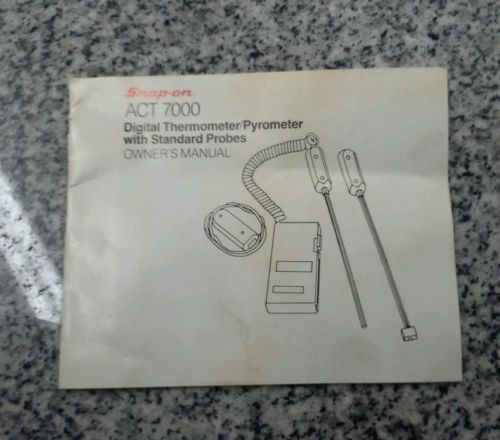 Snap-on
ACT 7000
Digital Thermometer/Pyrometer
with Standard Probes
OWNER'S MANUAL